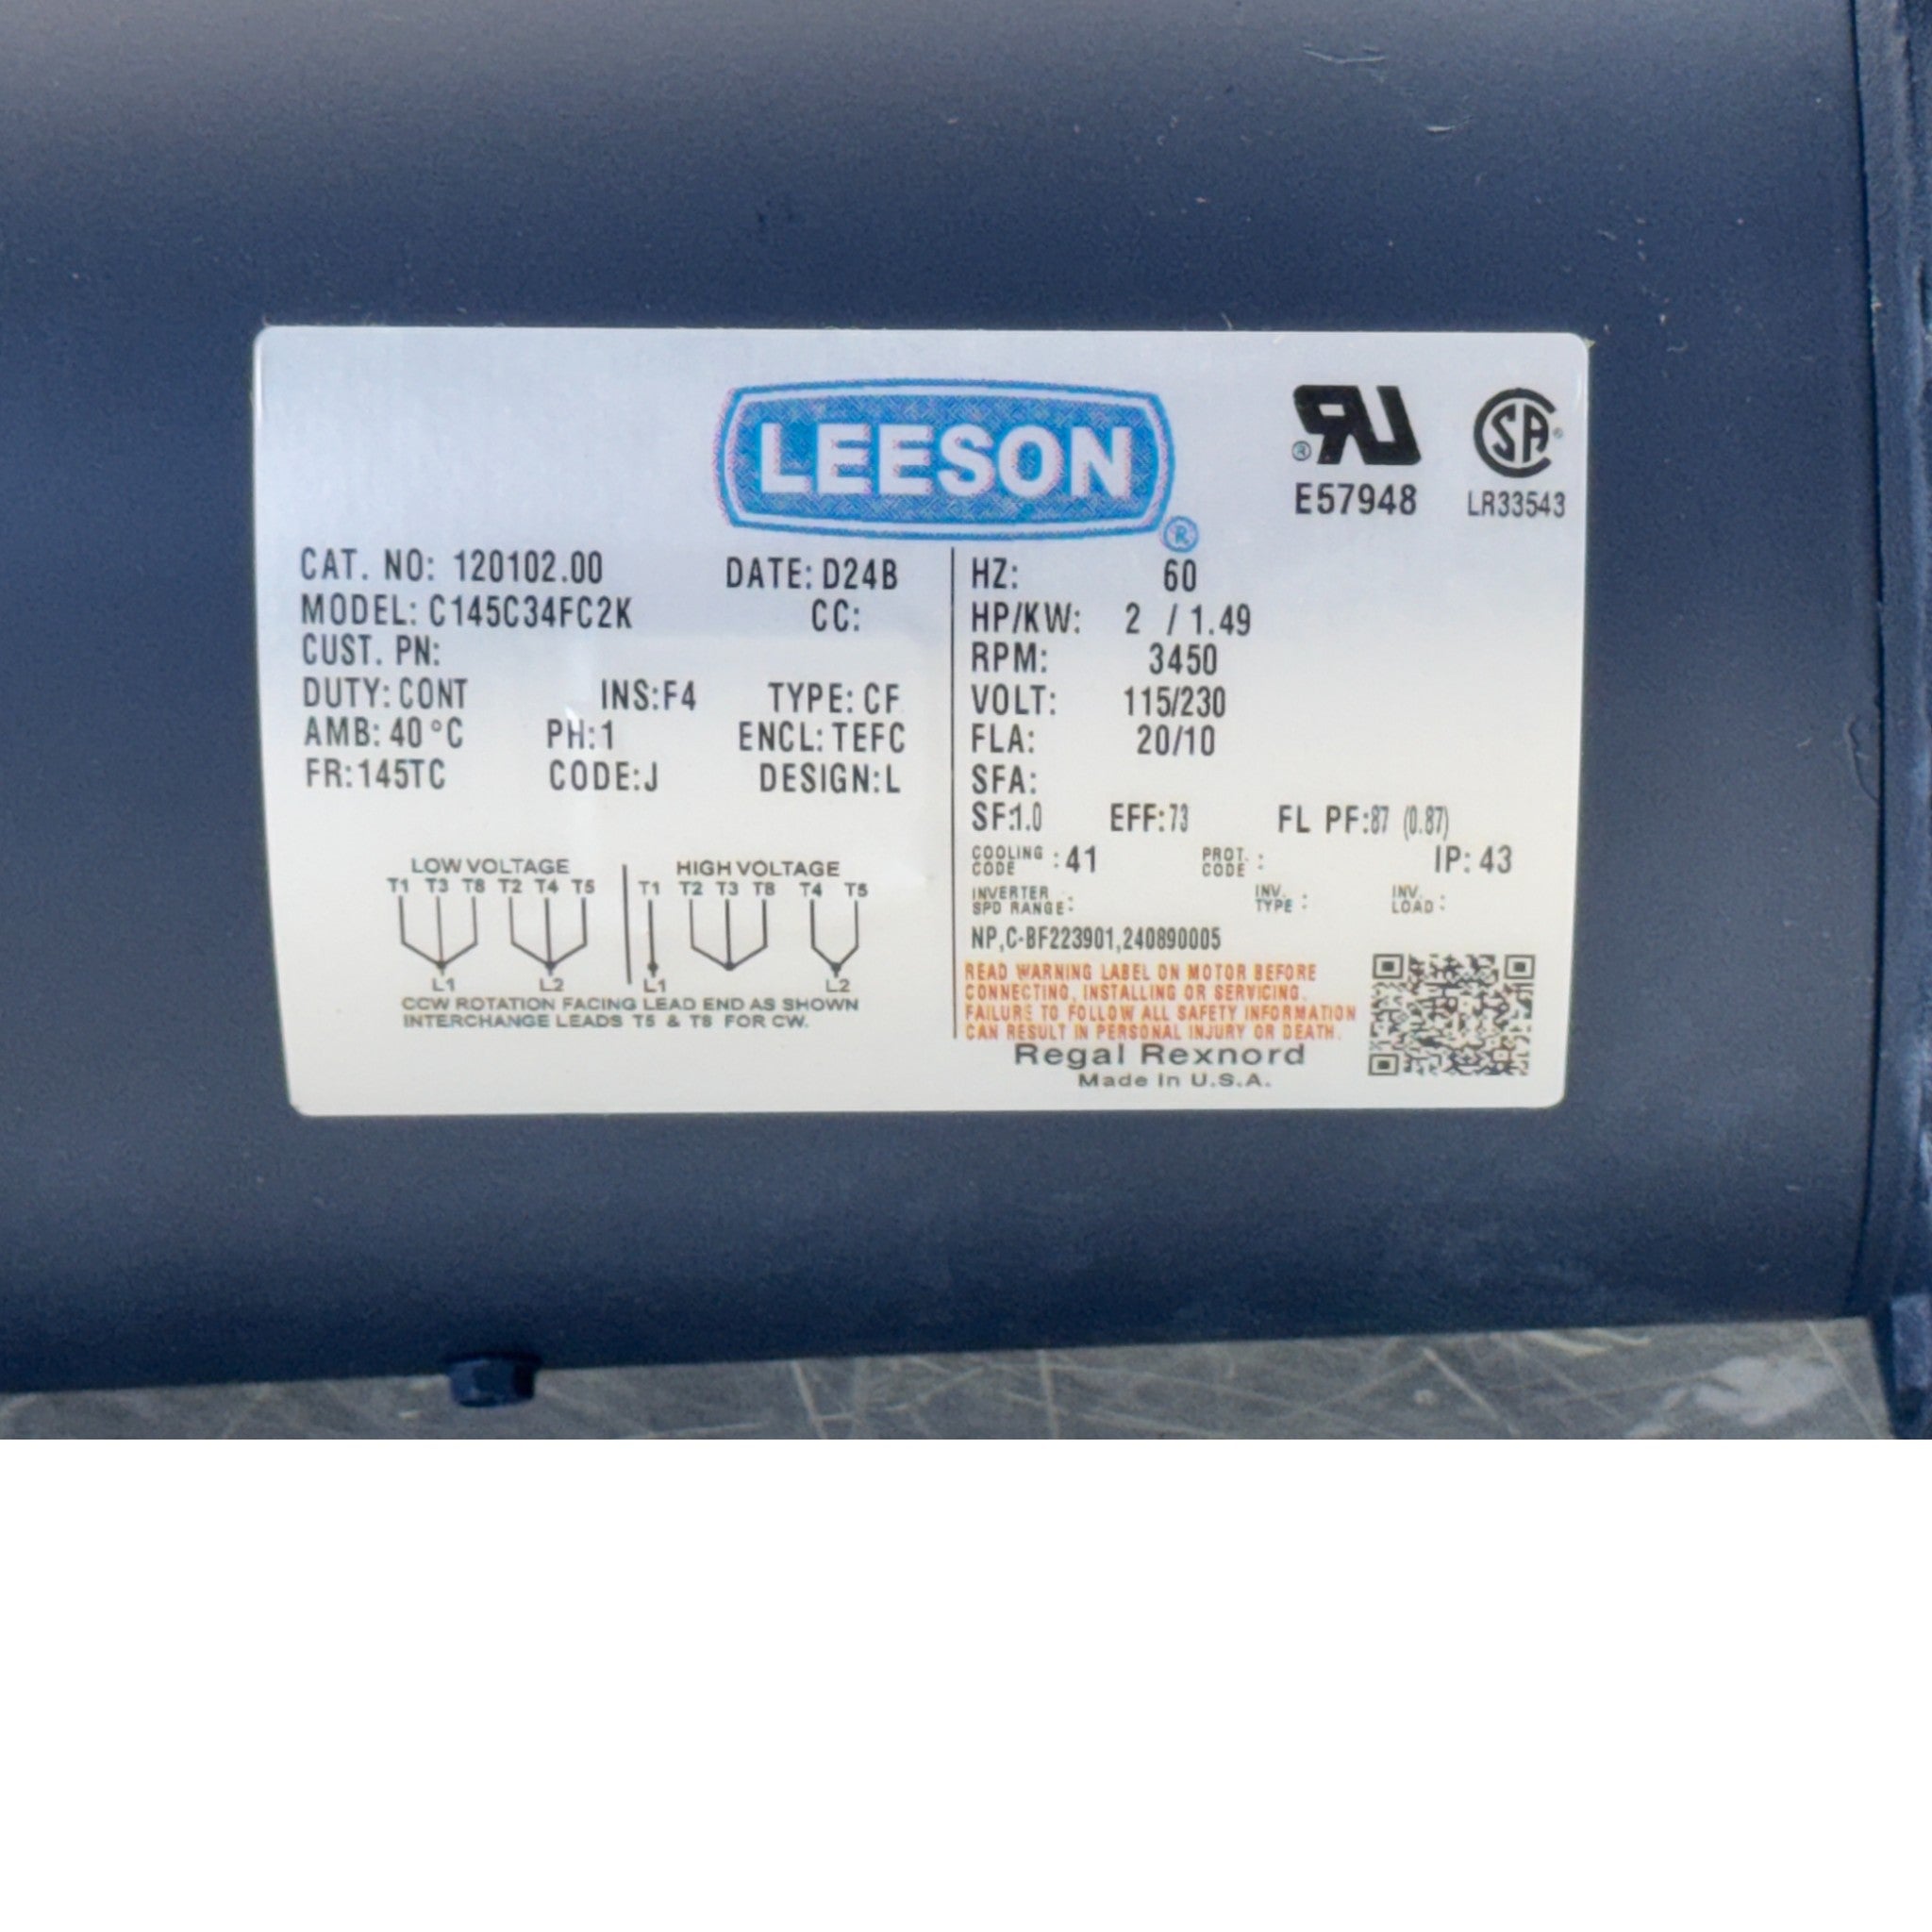 LEESON
®
®
E57948
LR33543
CAT. NO: 120102.00 DATE: D24B
MODEL: C145C34FC2K CC:
CUST. PN:
DUTY: CONT INS:F4 TYPE: CF
AMB: 40°C PH:1 ENCL: TEFC
FR:145TC CODE:J DESIGN:L
LOW VOLTAGE
T1 T3 T8 T2 T4 T5
L1 L2
HIGH VOLTAGE
T1 T2 T3 T8 T4 T5
L1 L2
CCW ROTATION FACING LEAD END AS SHOWN
INTERCHANGE LEADS T5 & T8 FOR CW.
HZ: 60
HP/KW: 2 / 1.49
RPM: 3450
VOLT: 115/230
FLA: 20/10
SFA:
SF:1.0 EFF:73 FL PF:87 (0.87)
COOLING CODE : 41 PROT. CODE : IP: 43
INVERTER SPD RANGE: INV. TYPE : INV. LOAD :
NP,C-BF223901,240890005
READ WARNING LABEL ON MOTOR BEFORE
CONNECTING, INSTALLING OR SERVICING.
FAILURE TO FOLLOW ALL SAFETY INFORMATION
CAN RESULT IN PERSONAL INJURY OR DEATH.
Regal Rexnord
Made In U.S.A.